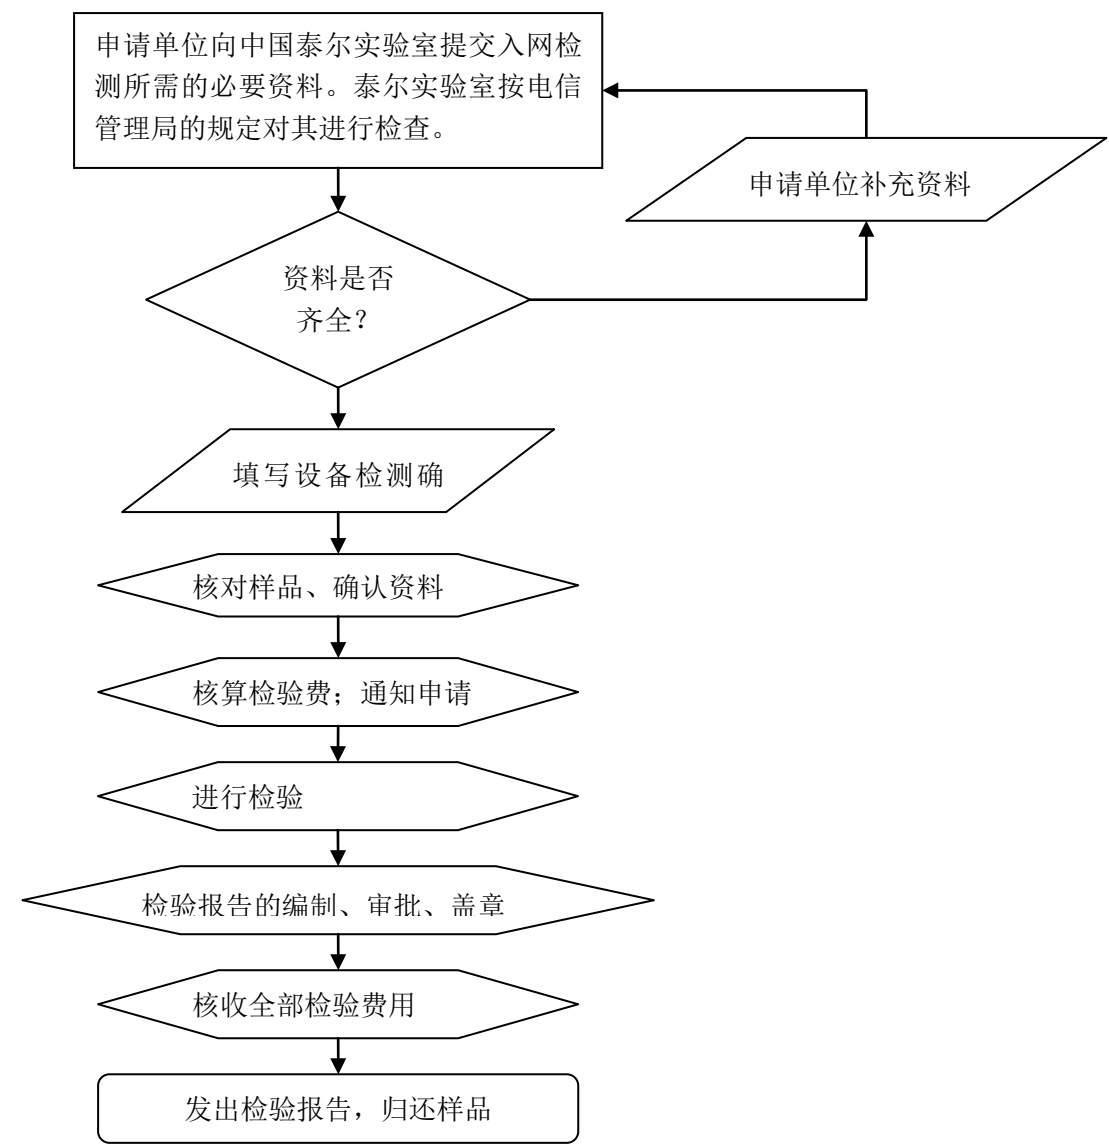 申请单位向中国泰尔实验室提交入网检
测所需的必要资料。泰尔实验室按电信
管理局的规定对其进行检查。
申请单位补充资料
资料是否
齐全？
填写设备检测确
核对样品、确认资料
核算检验费；通知申请
进行检验
检验报告的编制、审批、盖章
核收全部检验费用
发出检验报告，归还样品